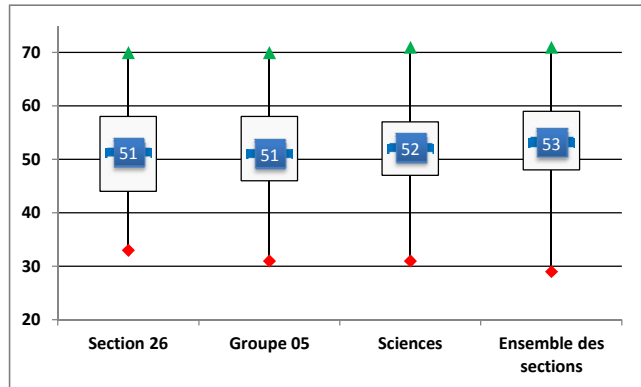 70
60
50
40
30
20
51
51
52
53
Section 26
Groupe 05
Sciences
Ensemble des
sections